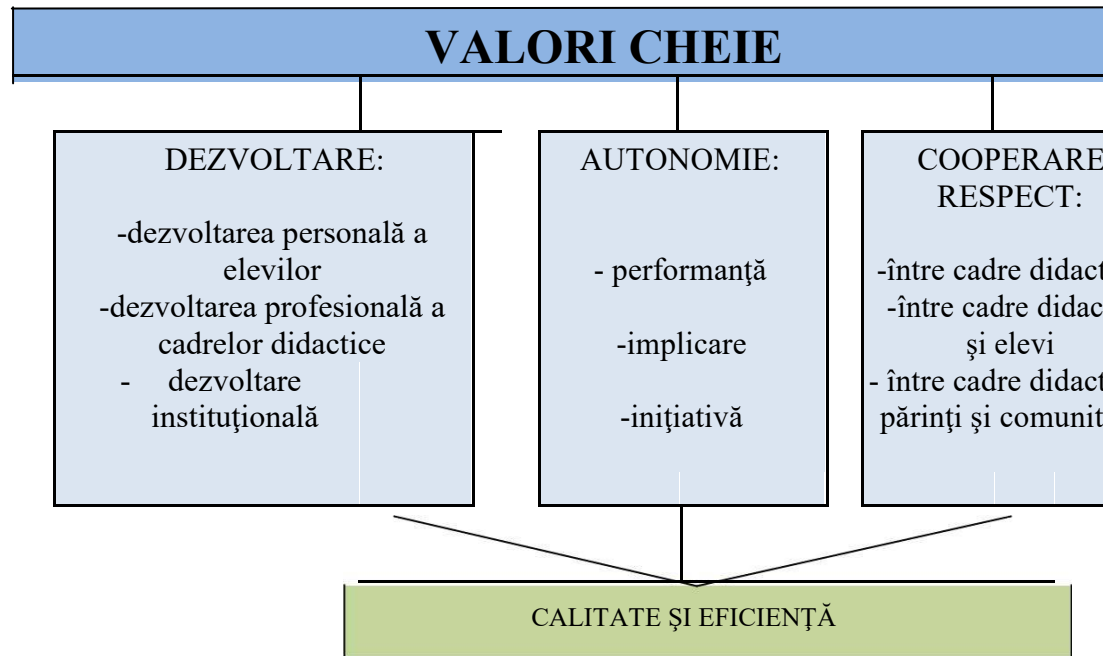 VALORI CHEIE
DEZVOLTARE:
-dezvoltarea personală a
elevilor
-dezvoltarea profesională a
cadrelor didactice
- dezvoltare
instituţională
AUTONOMIE:
- performanţă
-implicare
-iniţiativă
COOPERARE
RESPECT:
-între cadre
-între cadre
şi elevi
- între cadre
părinţi şi
CALITATE ŞI EFICIENŢĂ